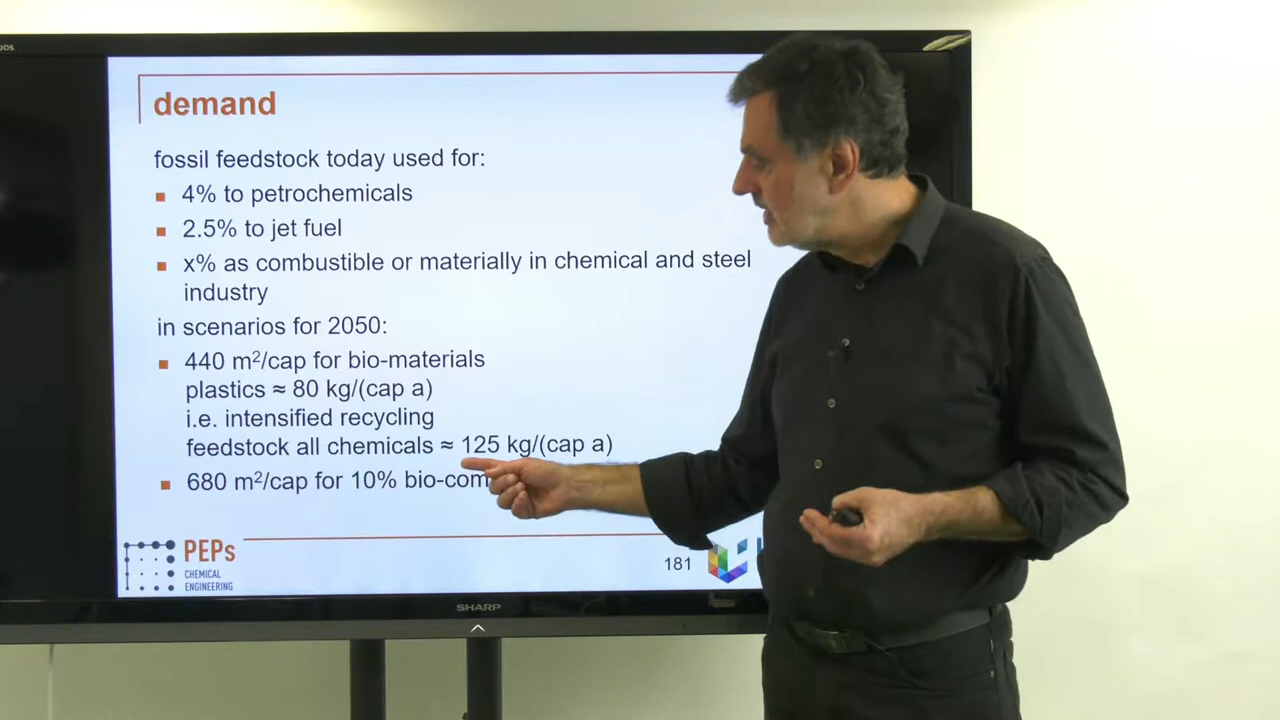 demand
fossil feedstock today used for:
4% to petrochemicals
2.5% to jet fuel
x% as combustible or materially in chemical and steel
industry
in scenarios for 2050:
440 m²/cap for bio-materials
plastics ≈ 80 kg/(cap a)
i.e. intensified recycling
feedstock all chemicals ≈ 125 kg/(cap a)
680 m²/cap for 10%
PEPs
CHEMICAL
ENGINEERING
181
SHARP